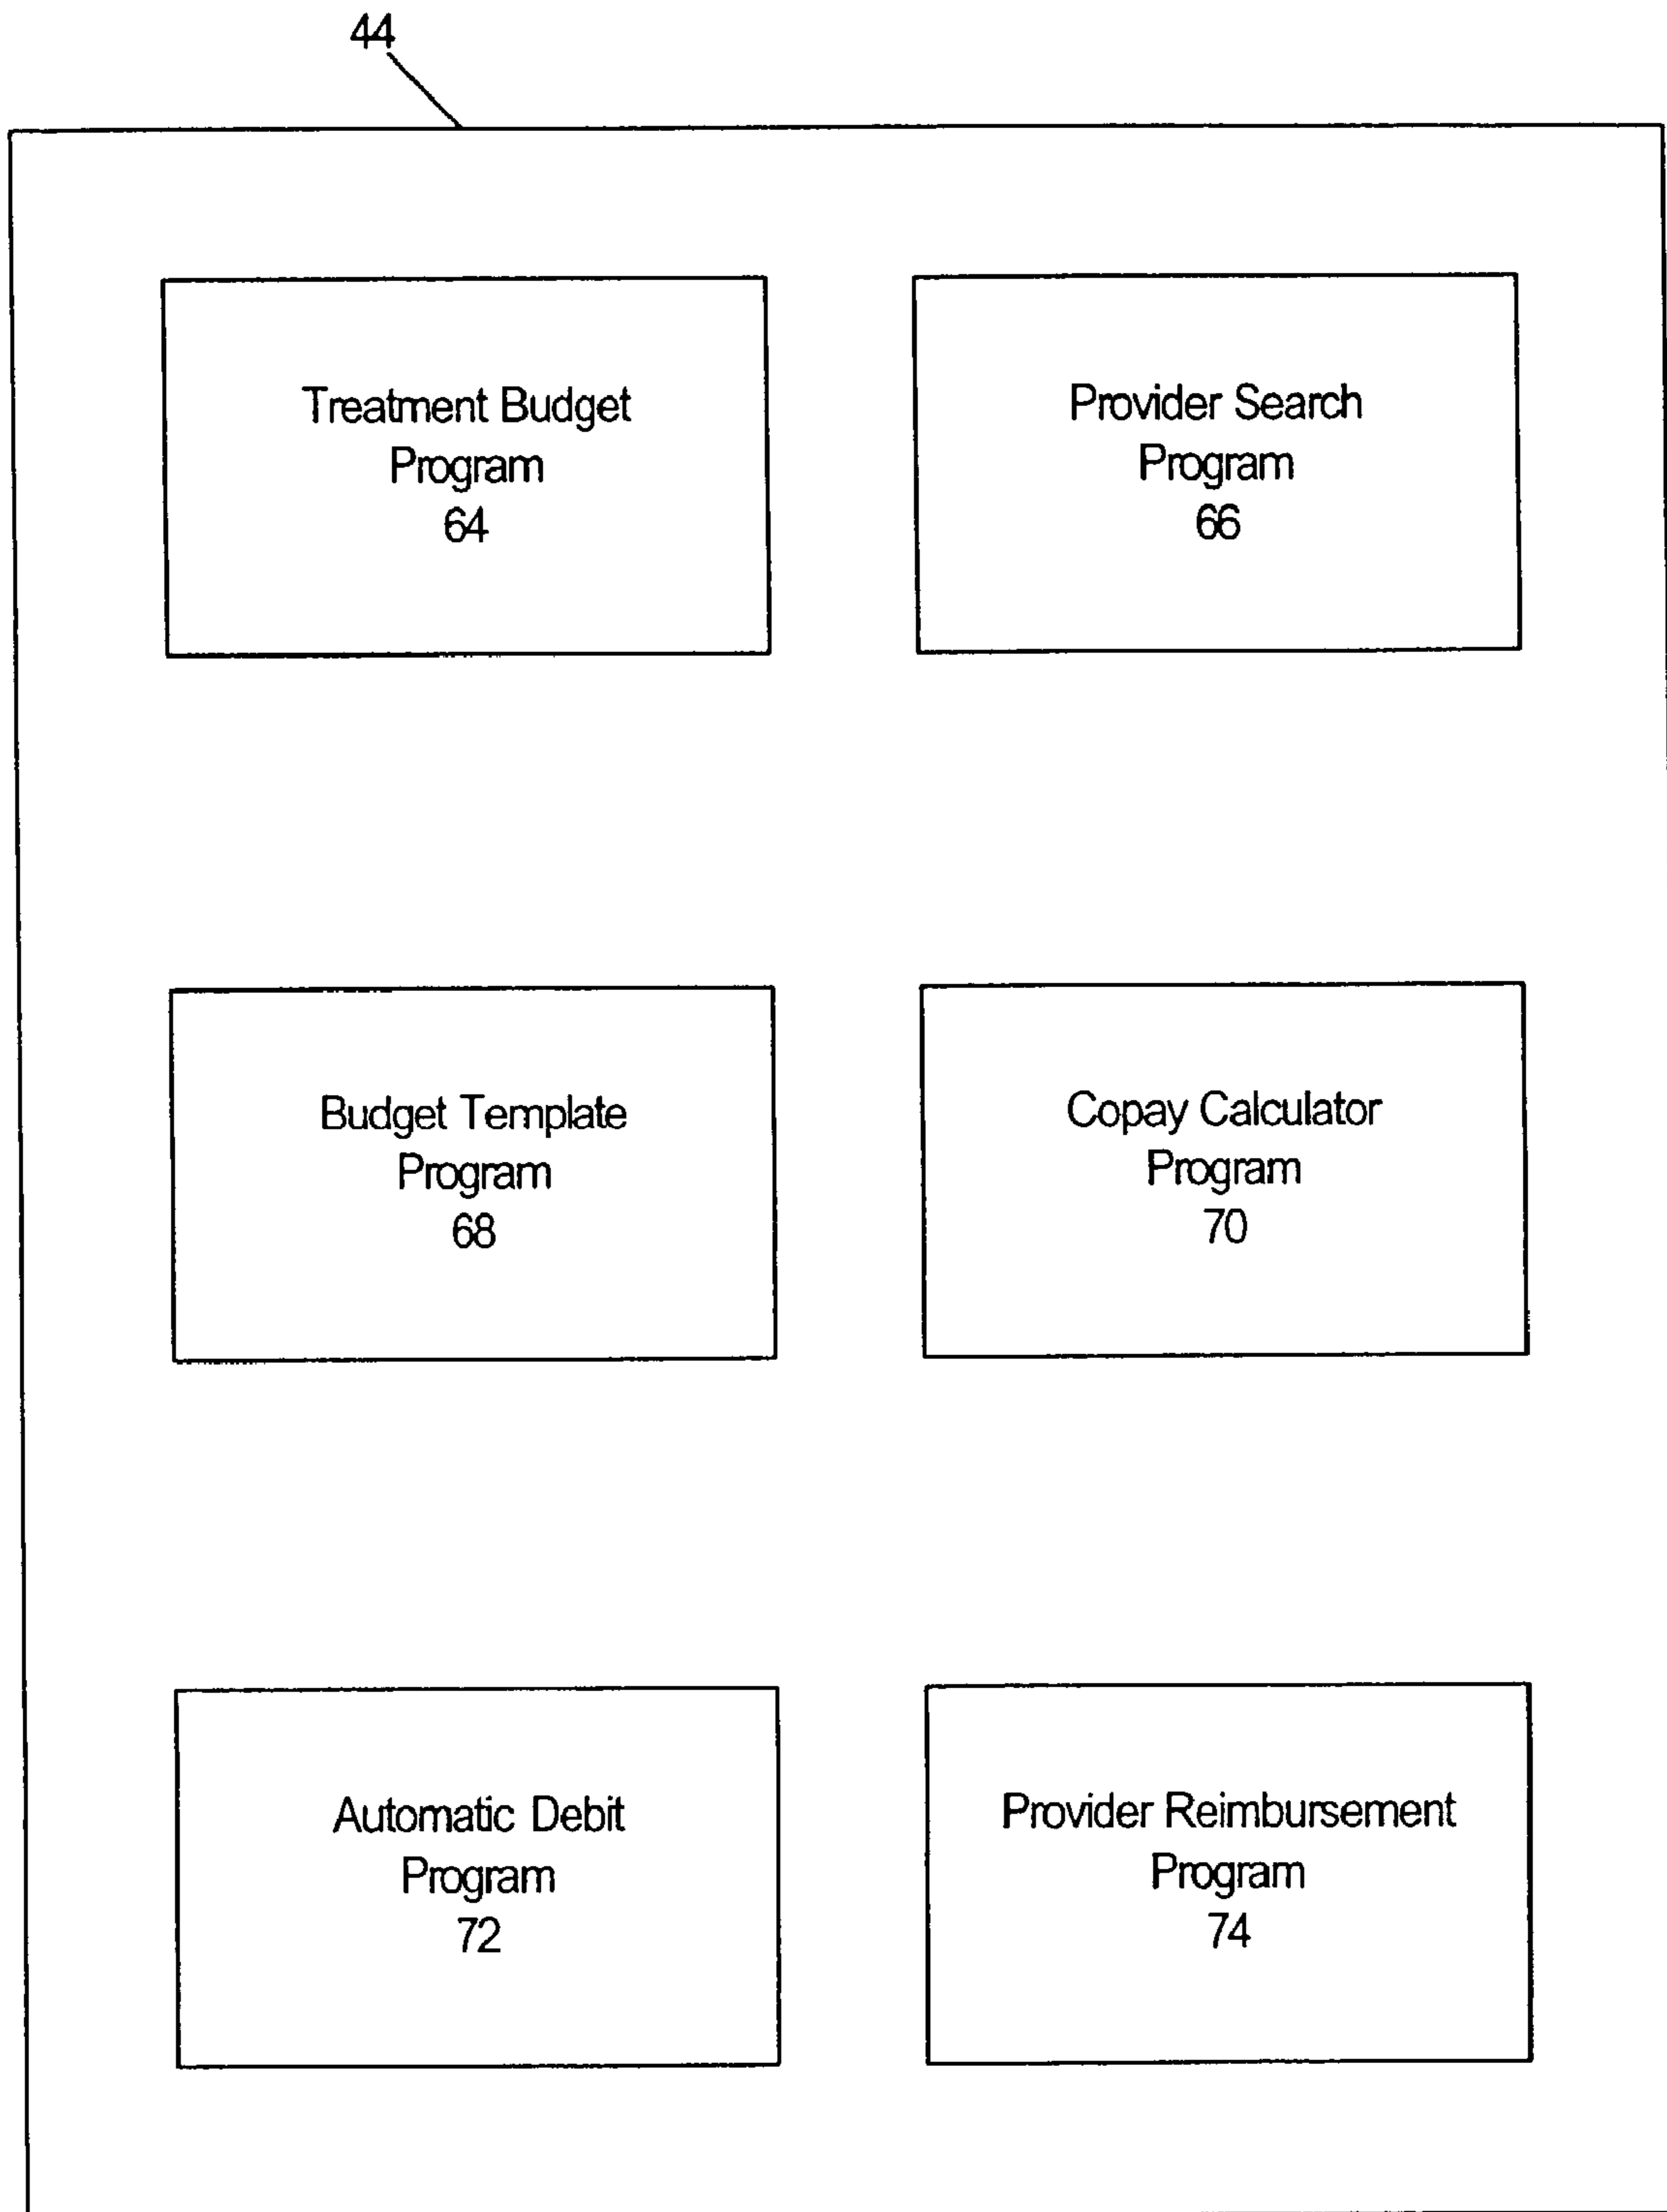 44
Treatment Budget
Program
64
Provider Search
Program
66
Budget Template
Program
68
Copay Calculator
Program
70
Automatic Debit
Program
72
Provider Reimbursement
Program
74